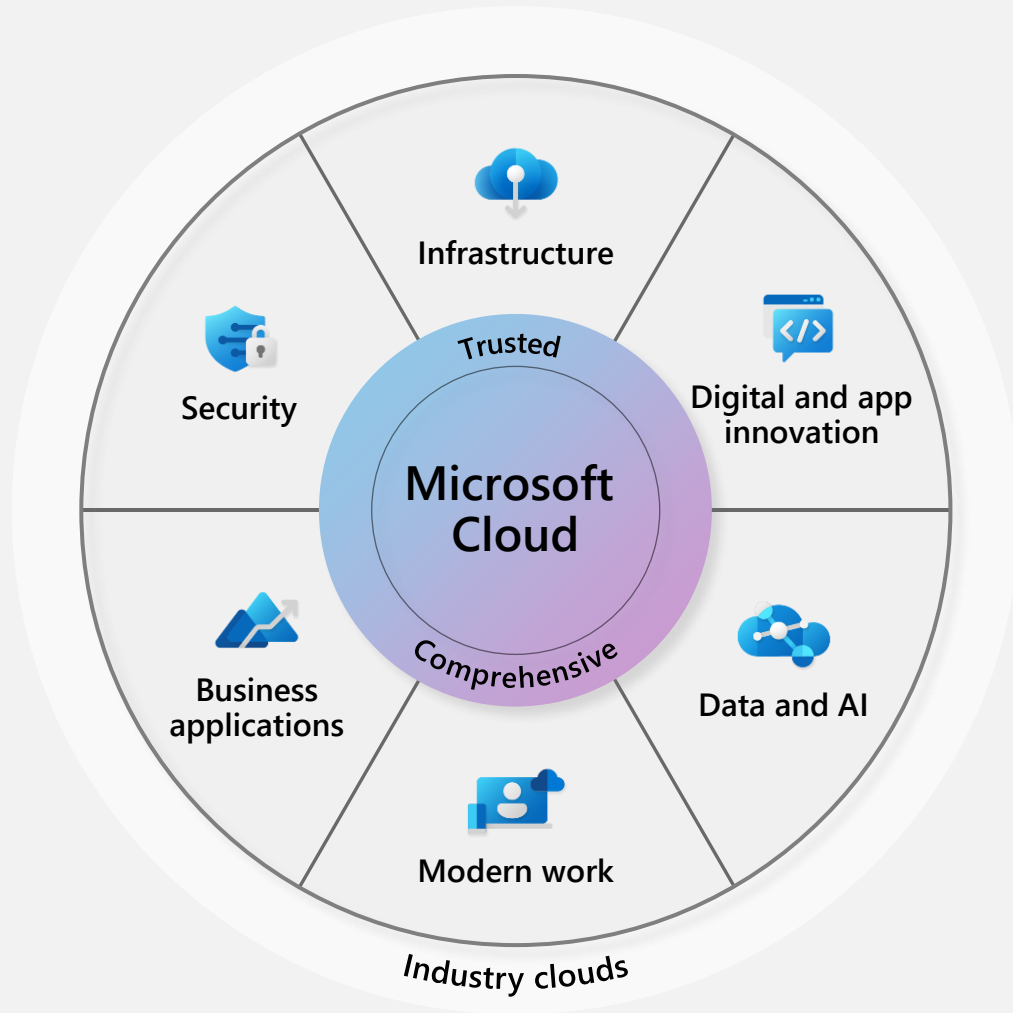 Infrastructure
Trusted
Security
Digital and app
innovation
Microsoft
Cloud
Comprehensive
Business
applications
Data and AI
Modern work
Industry clouds